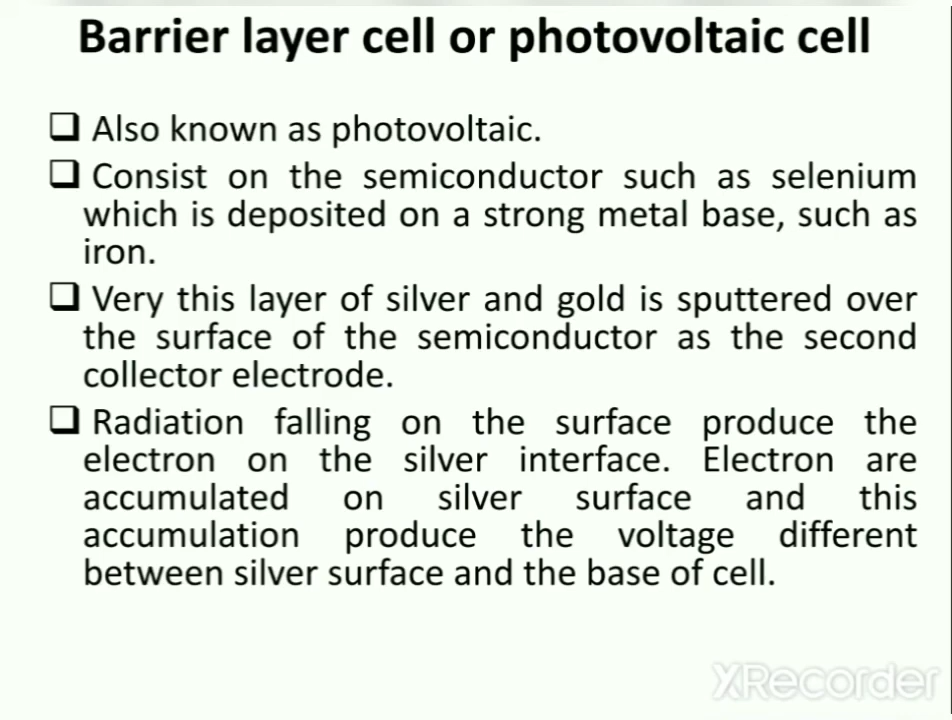 Barrier layer cell or photovoltaic cell
❑ Also known as photovoltaic.
❑ Consist on the semiconductor such as selenium
which is deposited on a strong metal base, such as
iron.
❑ Very this layer of silver and gold is sputtered over
the surface of the semiconductor as the second
collector electrode.
❑ Radiation falling on the surface produce the
electron on the silver interface. Electron are
accumulated on silver surface and this
accumulation produce the voltage different
between silver surface and the base of cell.
XRecorder